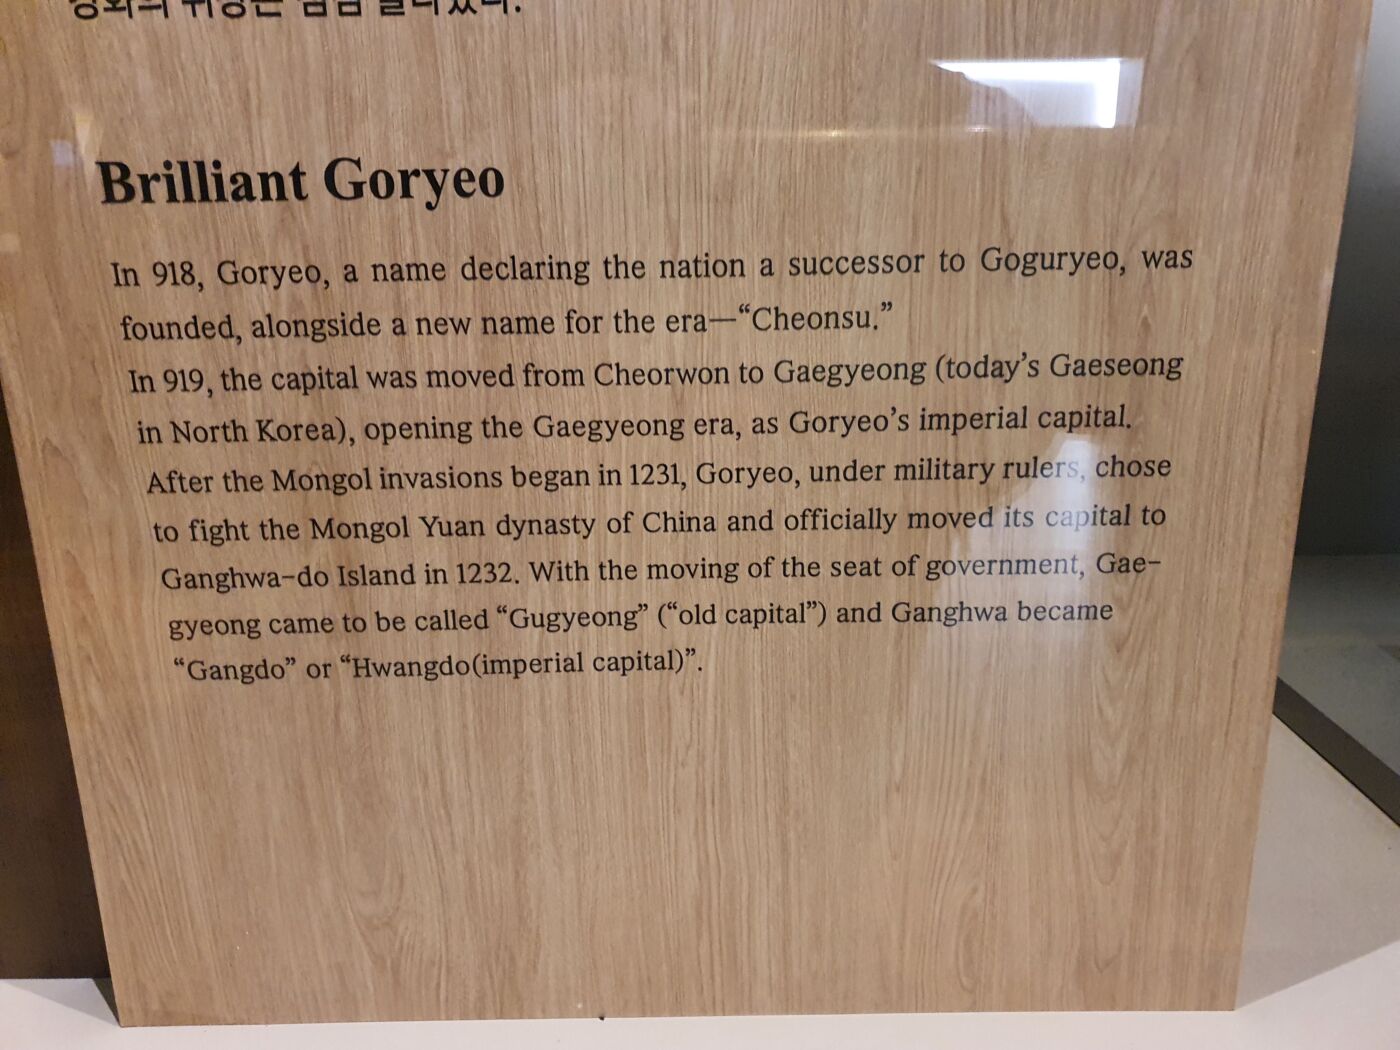 Brilliant Goryeo
In 918, Goryeo, a name declaring the nation a successor to Goguryeo, was
founded, alongside a new name for the era—“Cheonsu.”
In 919, the capital was moved from Cheorwon to Gaegyeong (today’s Gaeseong
in North Korea), opening the Gaegyeong era, as Goryeo’s imperial capital.
After the Mongol invasions began in 1231, Goryeo, under military rulers, chose
to fight the Mongol Yuan dynasty of China and officially moved its capital to
Ganghwa-do Island in 1232. With the moving of the seat of government, Gae-
gyeong came to be called “Gugyeong” (“old capital”) and Ganghwa became
“Gangdo” or “Hwangdo(imperial capital)”.